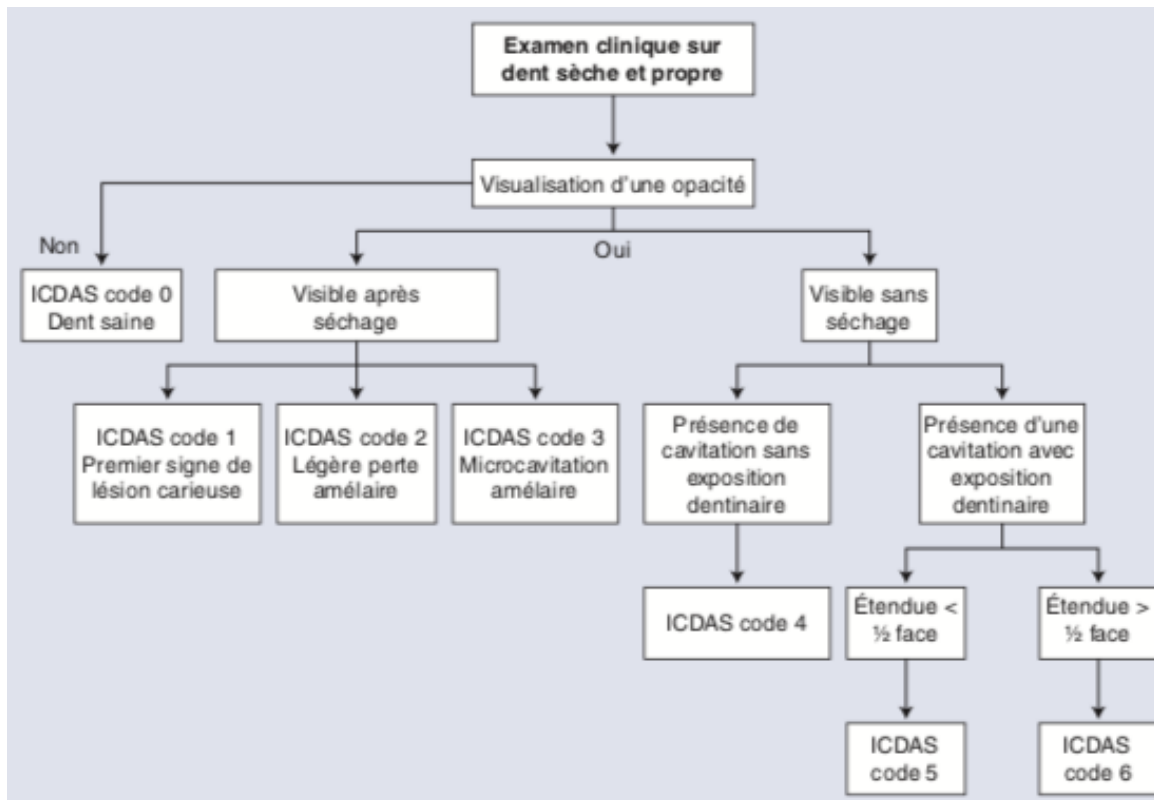 Examen clinique sur
dent sèche et propre
Visualisation d'une opacité
Non
Oui
ICDAS code 0
Dent saine
Visible après
séchage
Visible sans
séchage
ICDAS code 1
Premier signe de
lésion carieuse
ICDAS code 2
Légère perte
amélaire
ICDAS code 3
Microcavitation
amélaire
Présence de
cavitation sans
exposition
dentinaire
Présence d'une
cavitation avec
exposition
dentinaire
ICDAS code 4
Étendue <
½ face
Étendue >
½ face
ICDAS
code 5
ICDAS
code 6